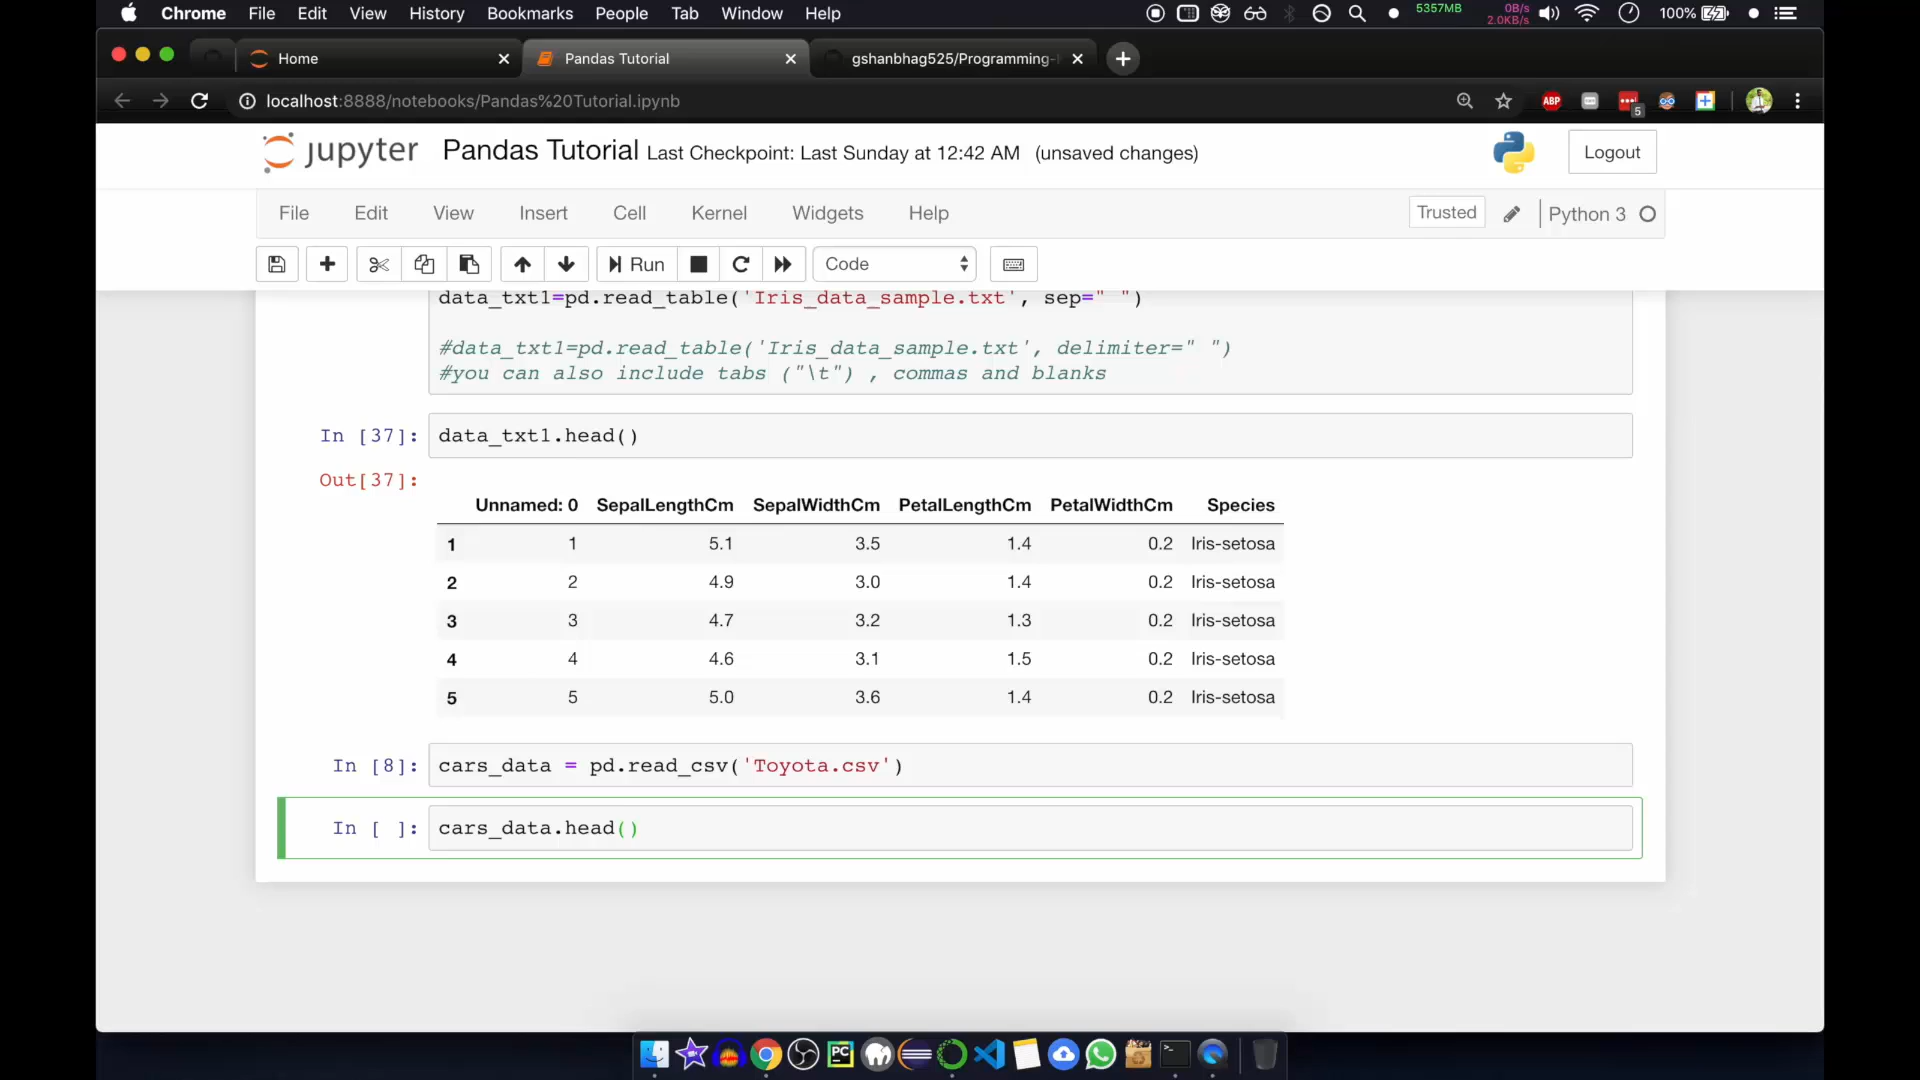 Chrome File Edit View History Bookmarks People Tab Window Help 5357MB 0B/s 2.0KB/s 100%
Home Pandas Tutorial gshanbhag525/Programming-
localhost:8888/notebooks/Pandas%20Tutorial.ipynb ABP 5
jupyter Pandas Tutorial Last Checkpoint: Last Sunday at 12:42 AM (unsaved changes) Logout
File Edit View Insert Cell Kernel Widgets Help Trusted Python 3
Run Code
data_txt1=pd.read_table('Iris_data_sample.txt', sep=" ")
#data_txt1=pd.read_table('Iris_data_sample.txt', delimiter=" ")
#you can also include tabs ("\t") , commas and blanks
In [37]: data_txt1.head()
Out[37]:
Unnamed: 0 SepalLengthCm SepalWidthCm PetalLengthCm PetalWidthCm Species
1 1 5.1 3.5 1.4 0.2 Iris-setosa
2 2 4.9 3.0 1.4 0.2 Iris-setosa
3 3 4.7 3.2 1.3 0.2 Iris-setosa
4 4 4.6 3.1 1.5 0.2 Iris-setosa
5 5 5.0 3.6 1.4 0.2 Iris-setosa
In [8]: cars_data = pd.read_csv('Toyota.csv')
In [ ]: cars_data.head()
PC